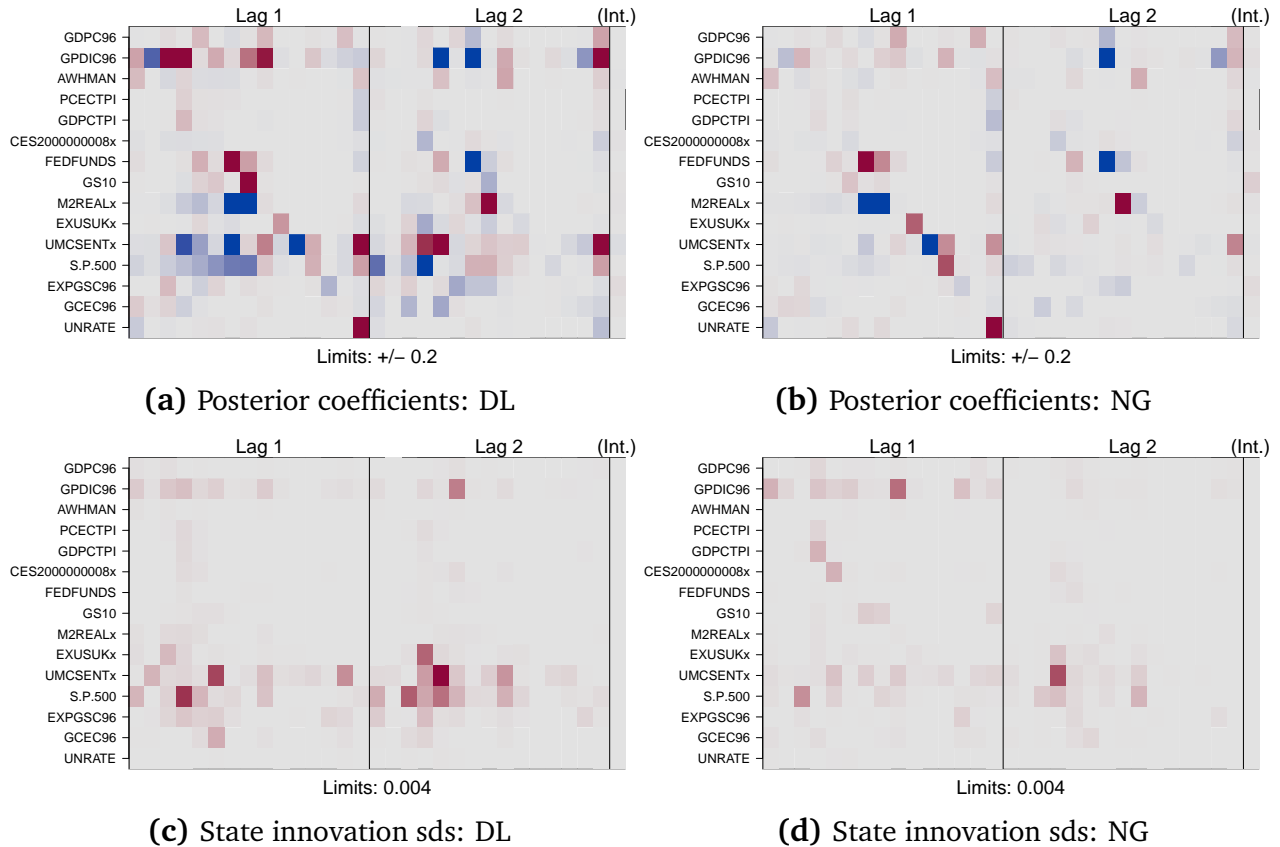 Lag 1 Lag 2 (Int.)
GDPC96
GPDIC96
AWHMAN
PCECTPI
GDPCTPI
CES2000000008x
FEDFUNDS
GS10
M2REALx
EXUSUKx
UMCSENTx
S.P.500
EXPGSC96
GCEC96
UNRATE
Limits: +/− 0.2
(a) Posterior coefficients: DL
Lag 1 Lag 2 (Int.)
GDPC96
GPDIC96
AWHMAN
PCECTPI
GDPCTPI
CES2000000008x
FEDFUNDS
GS10
M2REALx
EXUSUKx
UMCSENTx
S.P.500
EXPGSC96
GCEC96
UNRATE
Limits: +/− 0.2
(b) Posterior coefficients: NG
Lag 1 Lag 2 (Int.)
GDPC96
GPDIC96
AWHMAN
PCECTPI
GDPCTPI
CES2000000008x
FEDFUNDS
GS10
M2REALx
EXUSUKx
UMCSENTx
S.P.500
EXPGSC96
GCEC96
UNRATE
Limits: 0.004
(c) State innovation sds: DL
Lag 1 Lag 2 (Int.)
GDPC96
GPDIC96
AWHMAN
PCECTPI
GDPCTPI
CES2000000008x
FEDFUNDS
GS10
M2REALx
EXUSUKx
UMCSENTx
S.P.500
EXPGSC96
GCEC96
UNRATE
Limits: 0.004
(d) State innovation sds: NG